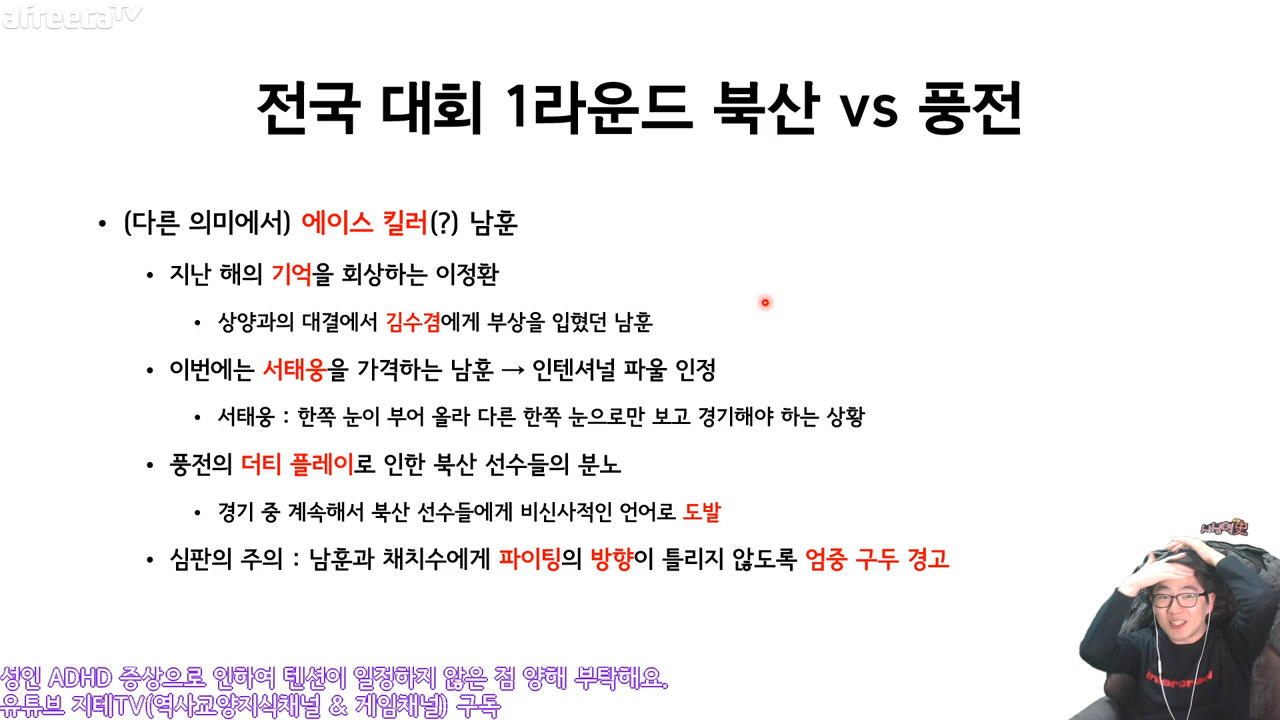 afreecaTV
전국 대회 1라운드 북산 vs 풍전
• (다른 의미에서) 에이스 킬러(?) 남훈
• 지난 해의 기억을 회상하는 이정환
• 상양과의 대결에서 김수겸에게 부상을 입혔던 남훈
• 이번에는 서태웅을 가격하는 남훈 → 인텐셔널 파울 인정
• 서태웅 : 한쪽 눈이 부어 올라 다른 한쪽 눈으로만 보고 경기해야 하는 상황
• 풍전의 더티 플레이로 인한 북산 선수들의 분노
• 경기 중 계속해서 북산 선수들에게 비신사적인 언어로 도발
• 심판의 주의 : 남훈과 채치수에게 파이팅의 방향이 틀리지 않도록 엄중 구두 경고
성인 ADHD 증상으로 인하여 텐션이 일정하지 않은 점 양해 부탁해요.
유튜브 지테TV(역사교양지식채널 & 게임채널) 구독